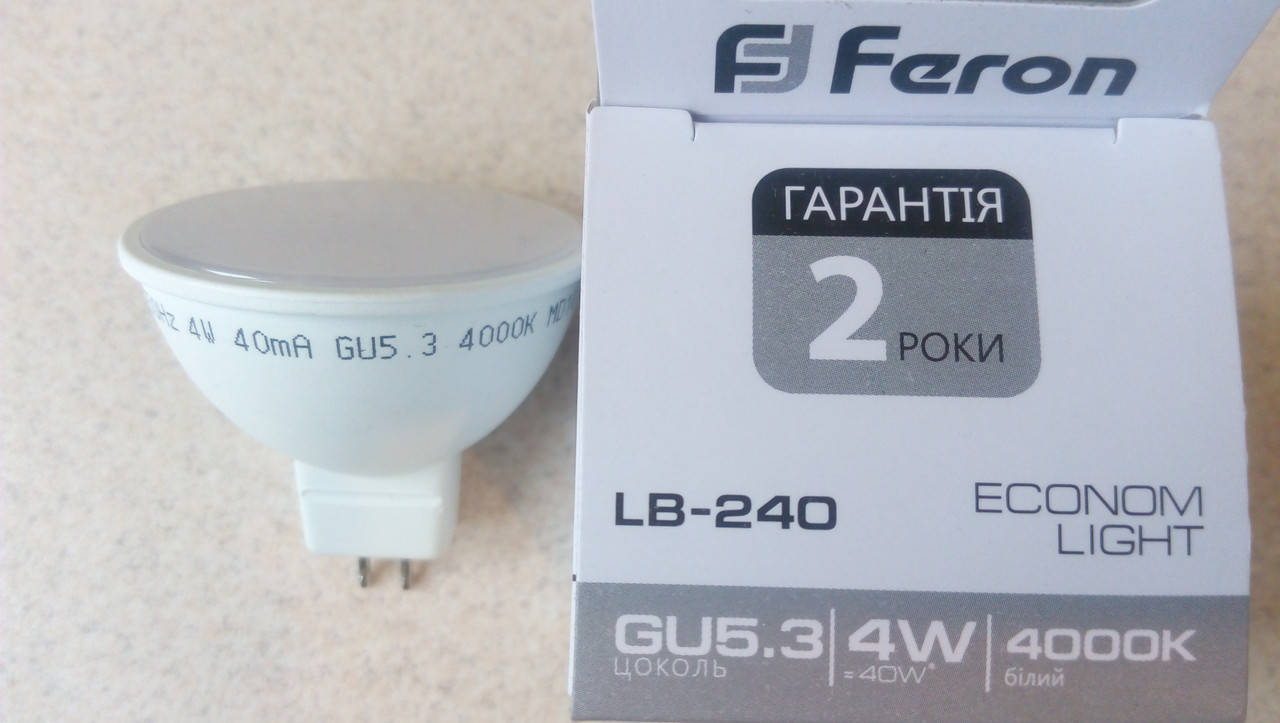 Feron
ГАРАНТІЯ
2 РОКИ
4W 40mA GU5.3 4000K
LB-240
ECONOM
LIGHT
GU5.3 4W 4000K
ЦОКОЛЬ =40W* білий